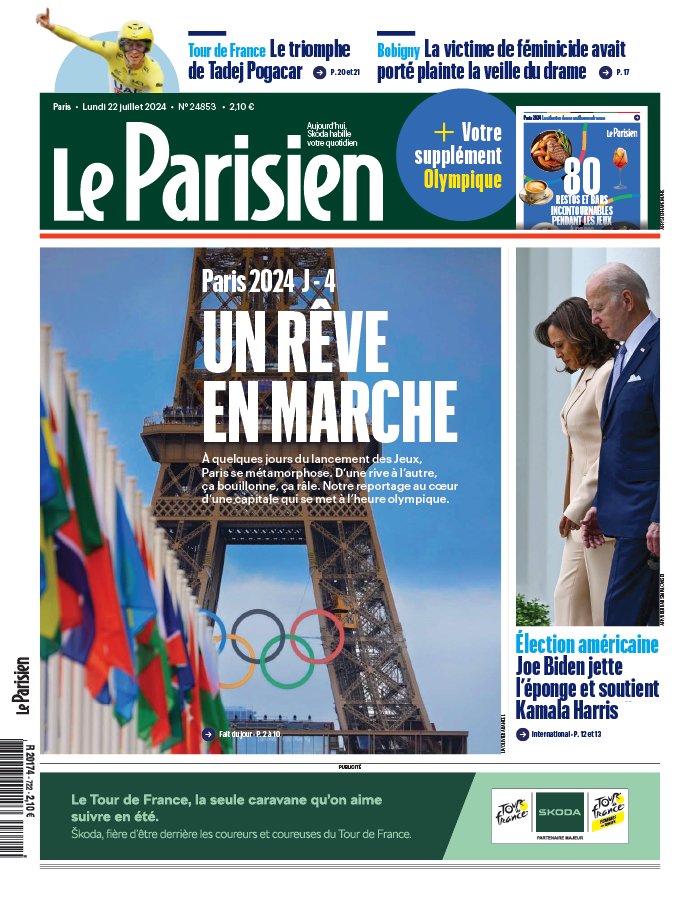 Tour de France Le triomphe
de Tadej Pogacar P. 20 et 21
Bobigny La victime de féminicide avait
porté plainte la veille du drame P. 17
Paris • Lundi 22 juillet 2024 • N° 24853 • 2,10 €
Le Parisien
Aujourd'hui,
Skoda habille
votre quotidien
+ Votre
supplément
Olympique
Le Parisien
80
RESTOS ET BARS
INCONTOURNABLES
PENDANT LES JEUX
Paris 2024 J - 4
UN RÊVE
EN MARCHE
À quelques jours du lancement des Jeux,
Paris se métamorphose. D'une rive à l'autre,
ça bouillonne, ça râle. Notre reportage au cœur
d'une capitale qui se met à l'heure olympique.
Fait du jour - P. 2 à 10
Élection américaine
Joe Biden jette
l'éponge et soutient
Kamala Harris
International - P. 12 et 13
Le Parisien
R 20174 - 722 - 2,10 €
PUBLICITÉ
Le Tour de France, la seule caravane qu'on aime
suivre en été.
Škoda, fière d'être derrière les coureurs et coureuses du Tour de France.
Tour de france
ŠKODA
Tour de france
PARTENAIRE MAJEUR